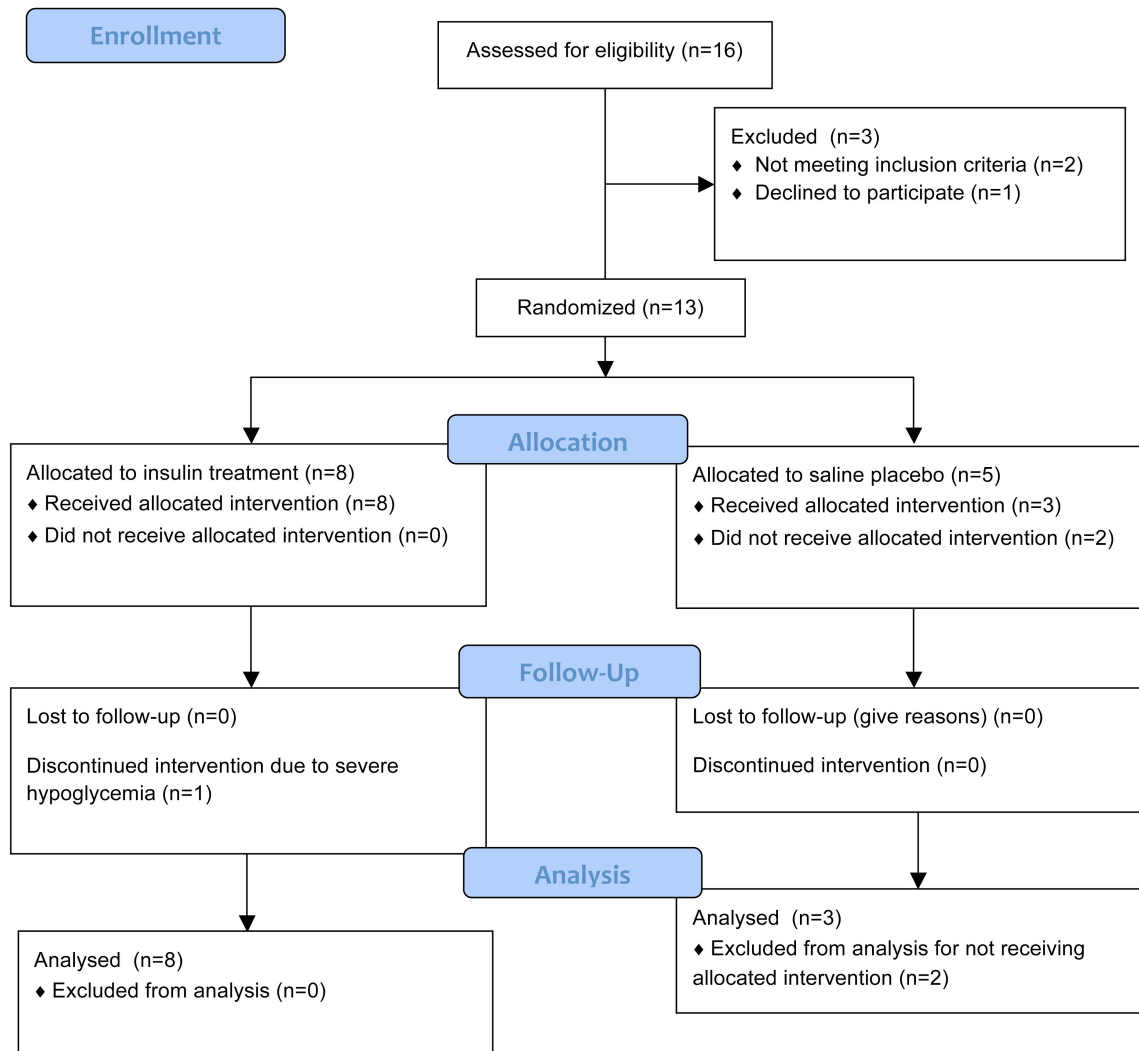 Enrollment
Assessed for eligibility (n=16)
Excluded  (n=3)
♦ Not meeting inclusion criteria (n=2)
♦ Declined to participate (n=1)
Randomized (n=13)
Allocation
Allocated to insulin treatment (n=8)
♦ Received allocated intervention (n=8)
♦ Did not receive allocated intervention (n=0)
Allocated to saline placebo (n=5)
♦ Received allocated intervention (n=3)
♦ Did not receive allocated intervention (n=2)
Follow-Up
Lost to follow-up (n=0)
Discontinued intervention due to severe
hypoglycemia (n=1)
Lost to follow-up (give reasons) (n=0)
Discontinued intervention (n=0)
Analysis
Analysed  (n=8)
♦ Excluded from analysis (n=0)
Analysed  (n=3)
♦ Excluded from analysis for not receiving
allocated intervention (n=2)